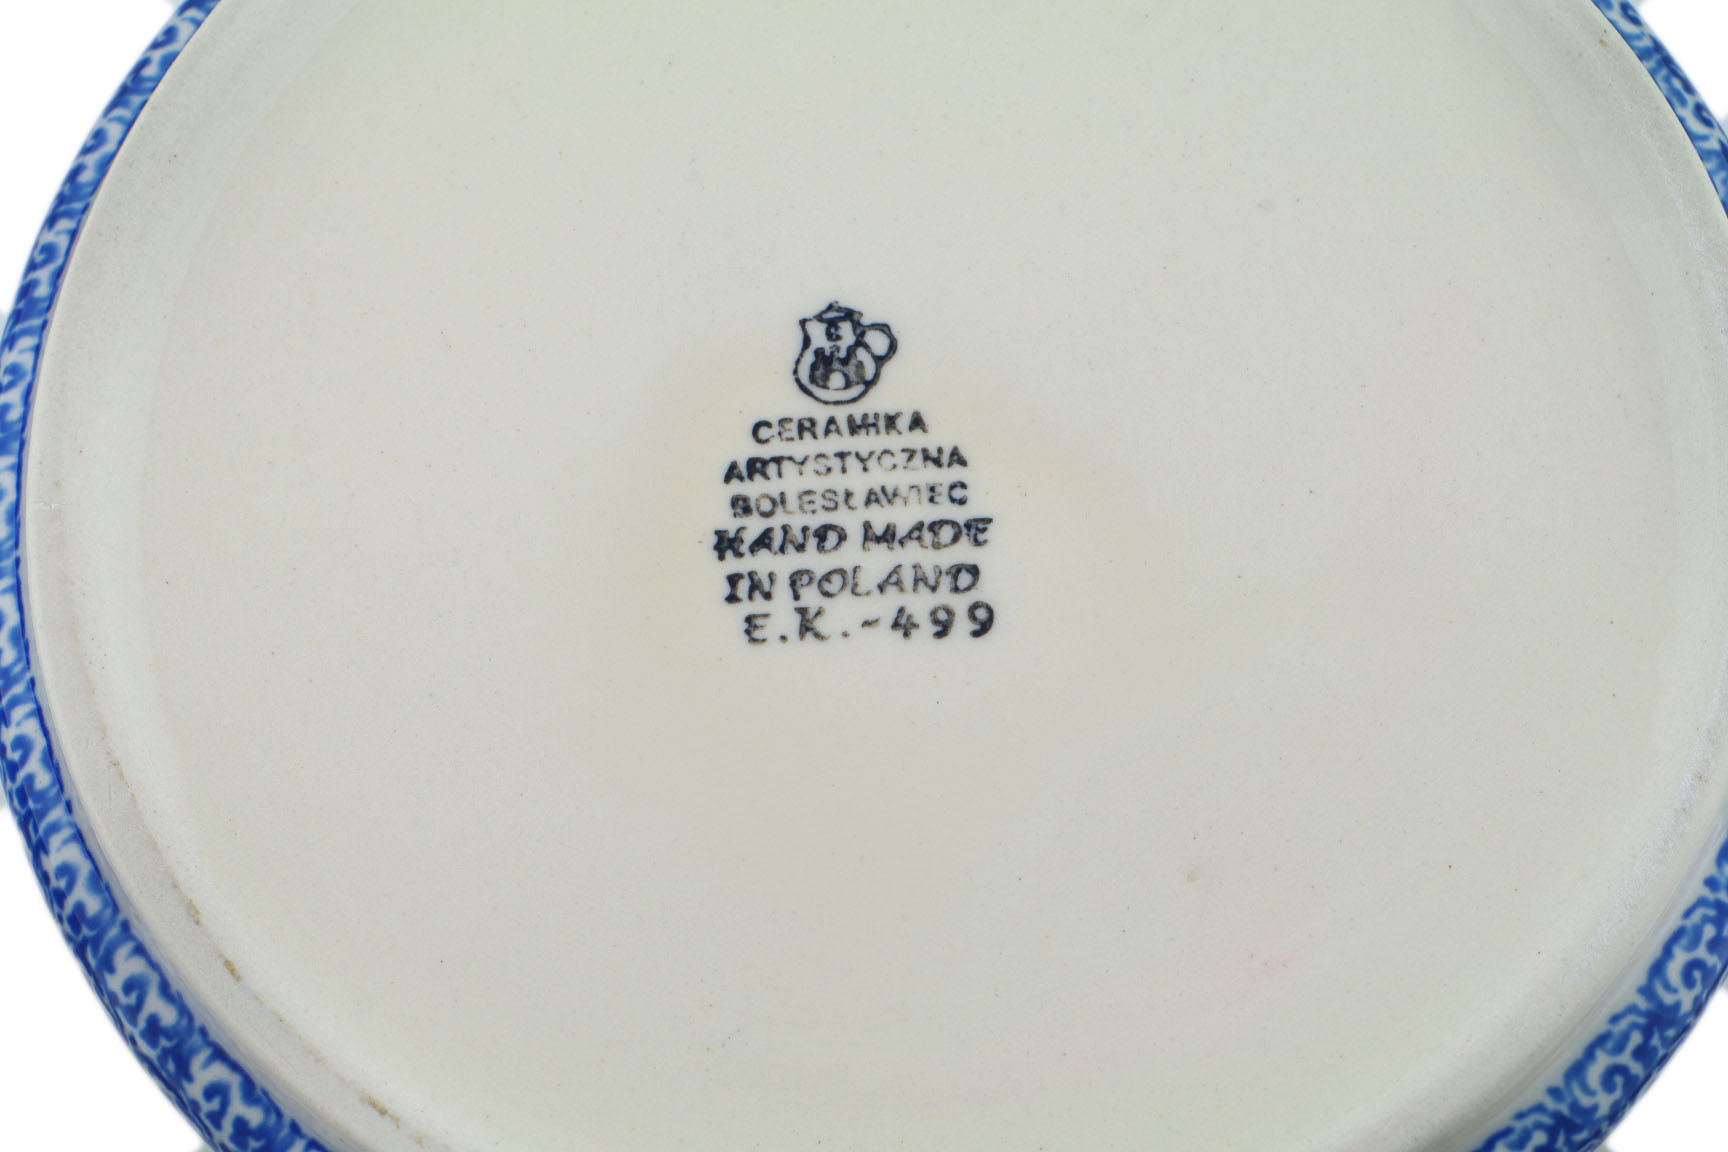 CERAMIKA
ARTYSTYCZNA
BOLESŁAWIEC
HAND MADE
IN POLAND
E.K.-499